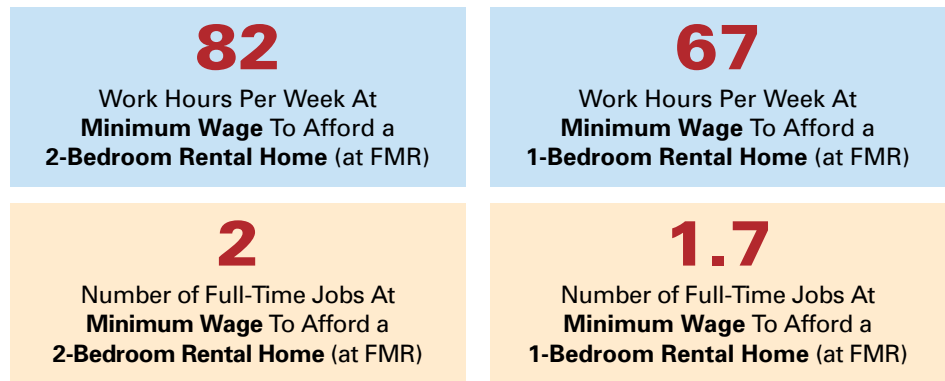 82
Work Hours Per Week At
Minimum Wage To Afford a
2-Bedroom Rental Home (at FMR)
67
Work Hours Per Week At
Minimum Wage To Afford a
1-Bedroom Rental Home (at FMR)
2
Number of Full-Time Jobs At
Minimum Wage To Afford a
2-Bedroom Rental Home (at FMR)
1.7
Number of Full-Time Jobs At
Minimum Wage To Afford a
1-Bedroom Rental Home (at FMR)